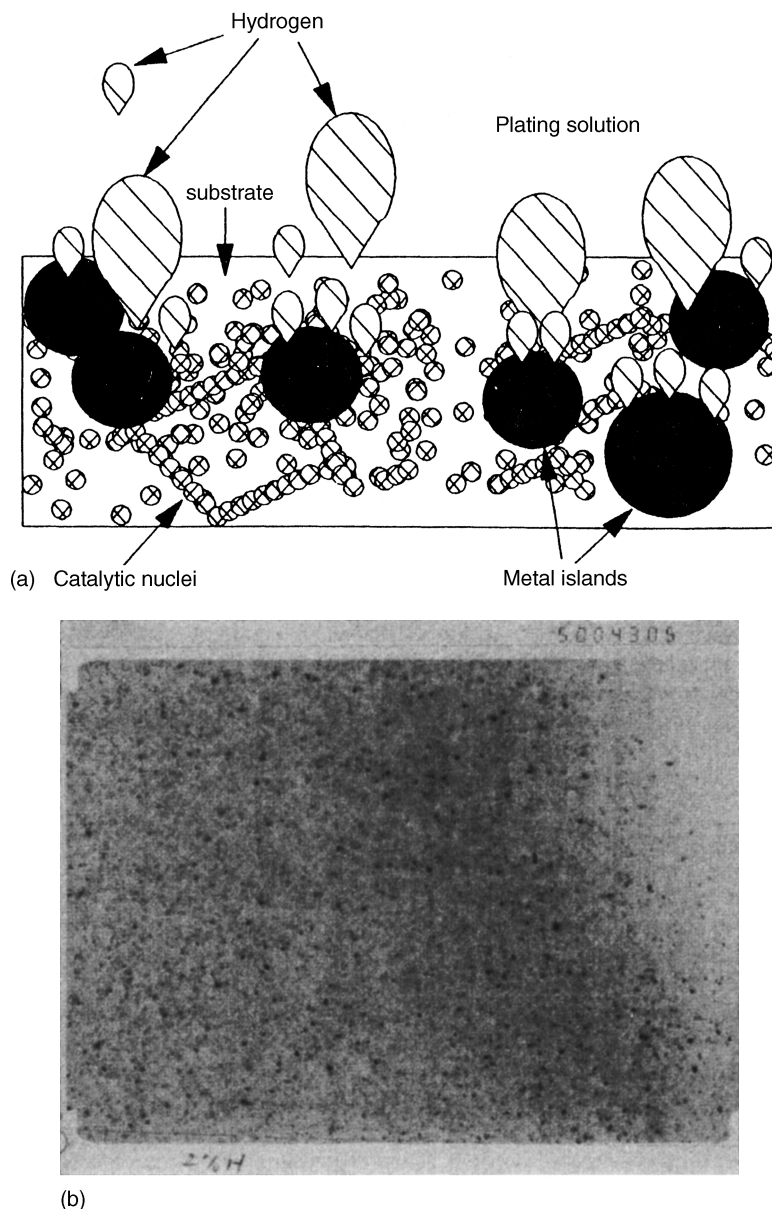 Hydrogen
Plating solution
substrate
(a) Catalytic nuclei
Metal islands
5004305
2% H
(b)